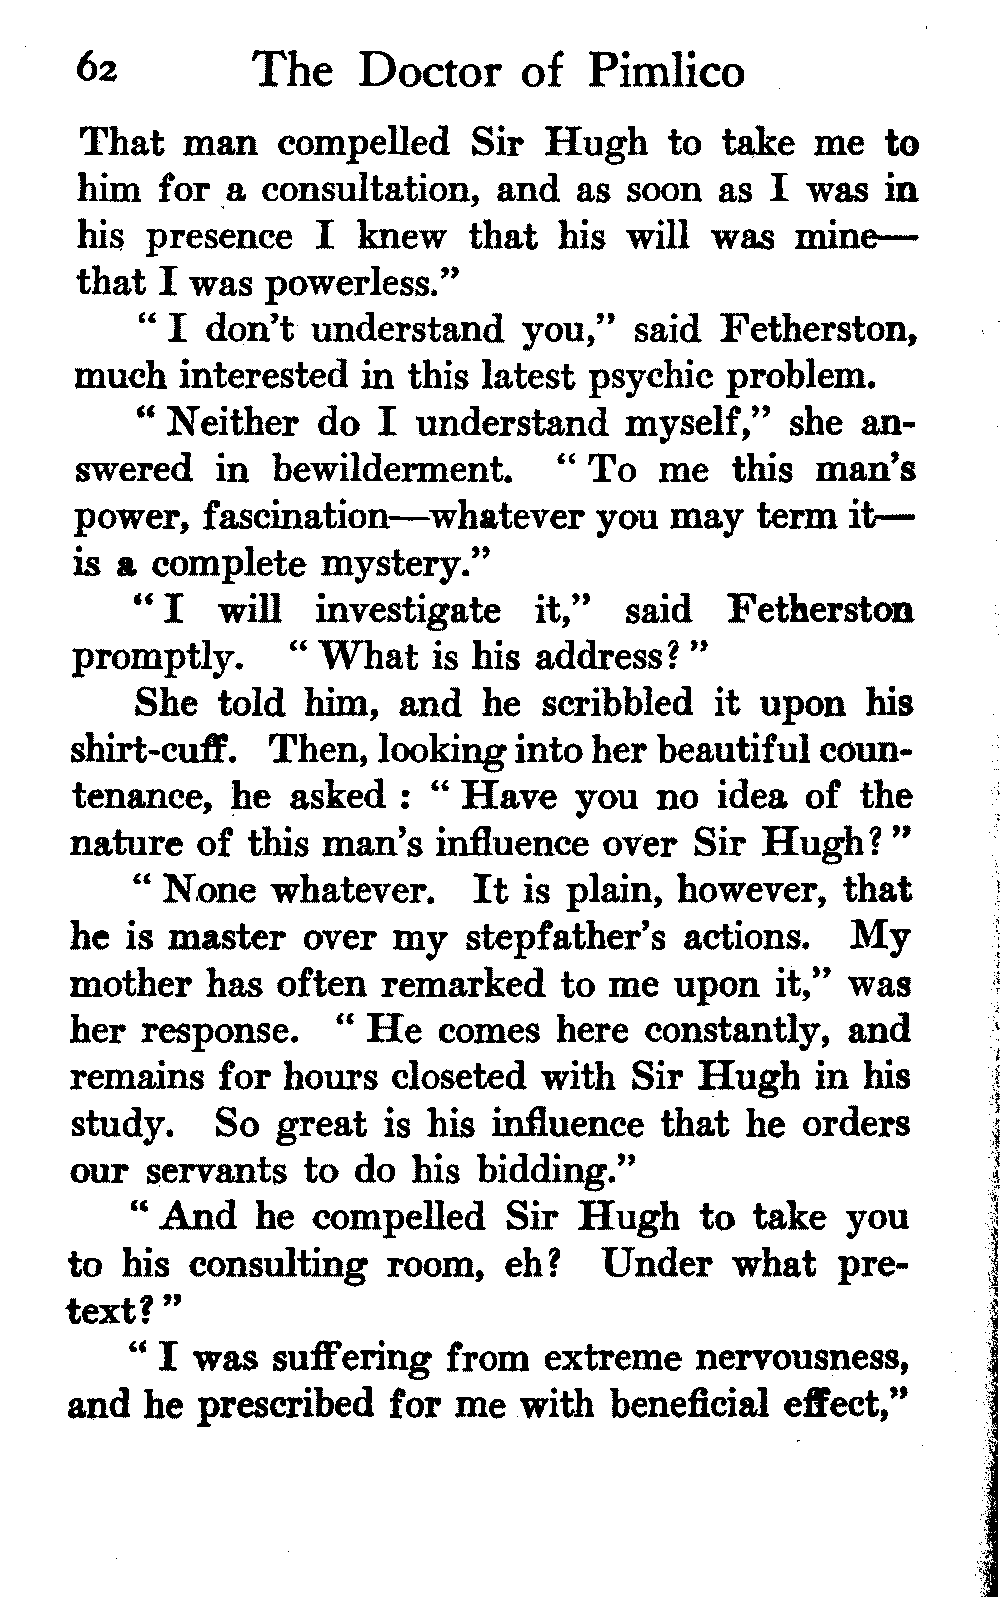 62 The Doctor of Pimlico
That man compelled Sir Hugh to take me to
him for a consultation, and as soon as I was in
his presence I knew that his will was mine—
that I was powerless.”
“ I don’t understand you,” said Fetherston,
much interested in this latest psychic problem.
“ Neither do I understand myself,” she an-
swered in bewilderment. “ To me this man’s
power, fascination—whatever you may term it—
is a complete mystery.”
“ I will investigate it,” said Fetherston
promptly. “ What is his address? ”
She told him, and he scribbled it upon his
shirt-cuff. Then, looking into her beautiful coun-
tenance, he asked : “ Have you no idea of the
nature of this man’s influence over Sir Hugh? ”
“ None whatever. It is plain, however, that
he is master over my stepfather’s actions. My
mother has often remarked to me upon it,” was
her response. “ He comes here constantly, and
remains for hours closeted with Sir Hugh in his
study. So great is his influence that he orders
our servants to do his bidding.”
“ And he compelled Sir Hugh to take you
to his consulting room, eh? Under what pre-
text? ”
“ I was suffering from extreme nervousness,
and he prescribed for me with beneficial effect,”